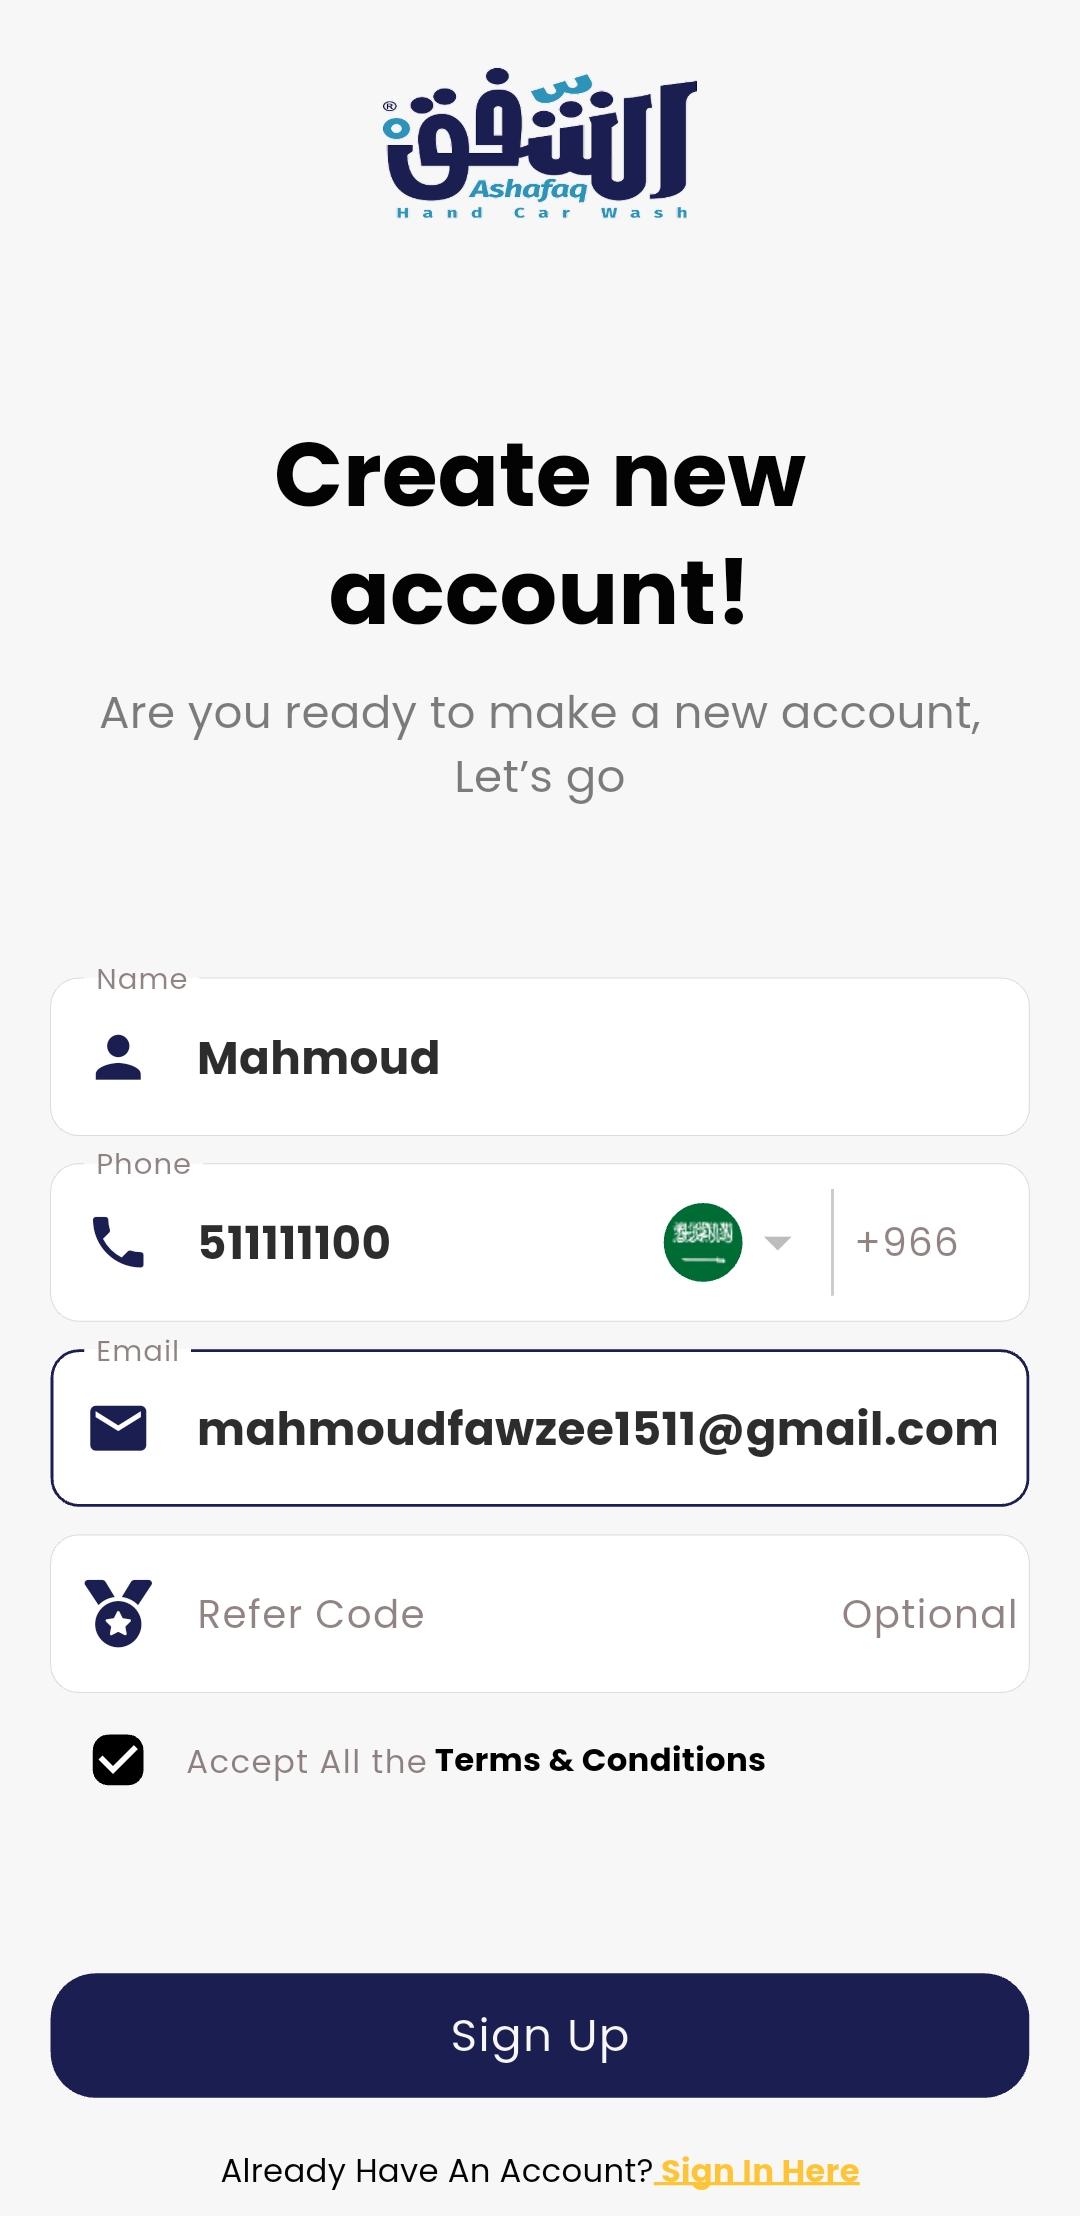 الشفق
®
Ashafaq
Hand Car Wash
Create new
account!
Are you ready to make a new account,
Let’s go
Name
Mahmoud
Phone
511111100 +966
Email
mahmoudfawzee1511@gmail.com
Refer Code Optional
Accept All the Terms & Conditions
Sign Up
Already Have An Account? Sign In Here